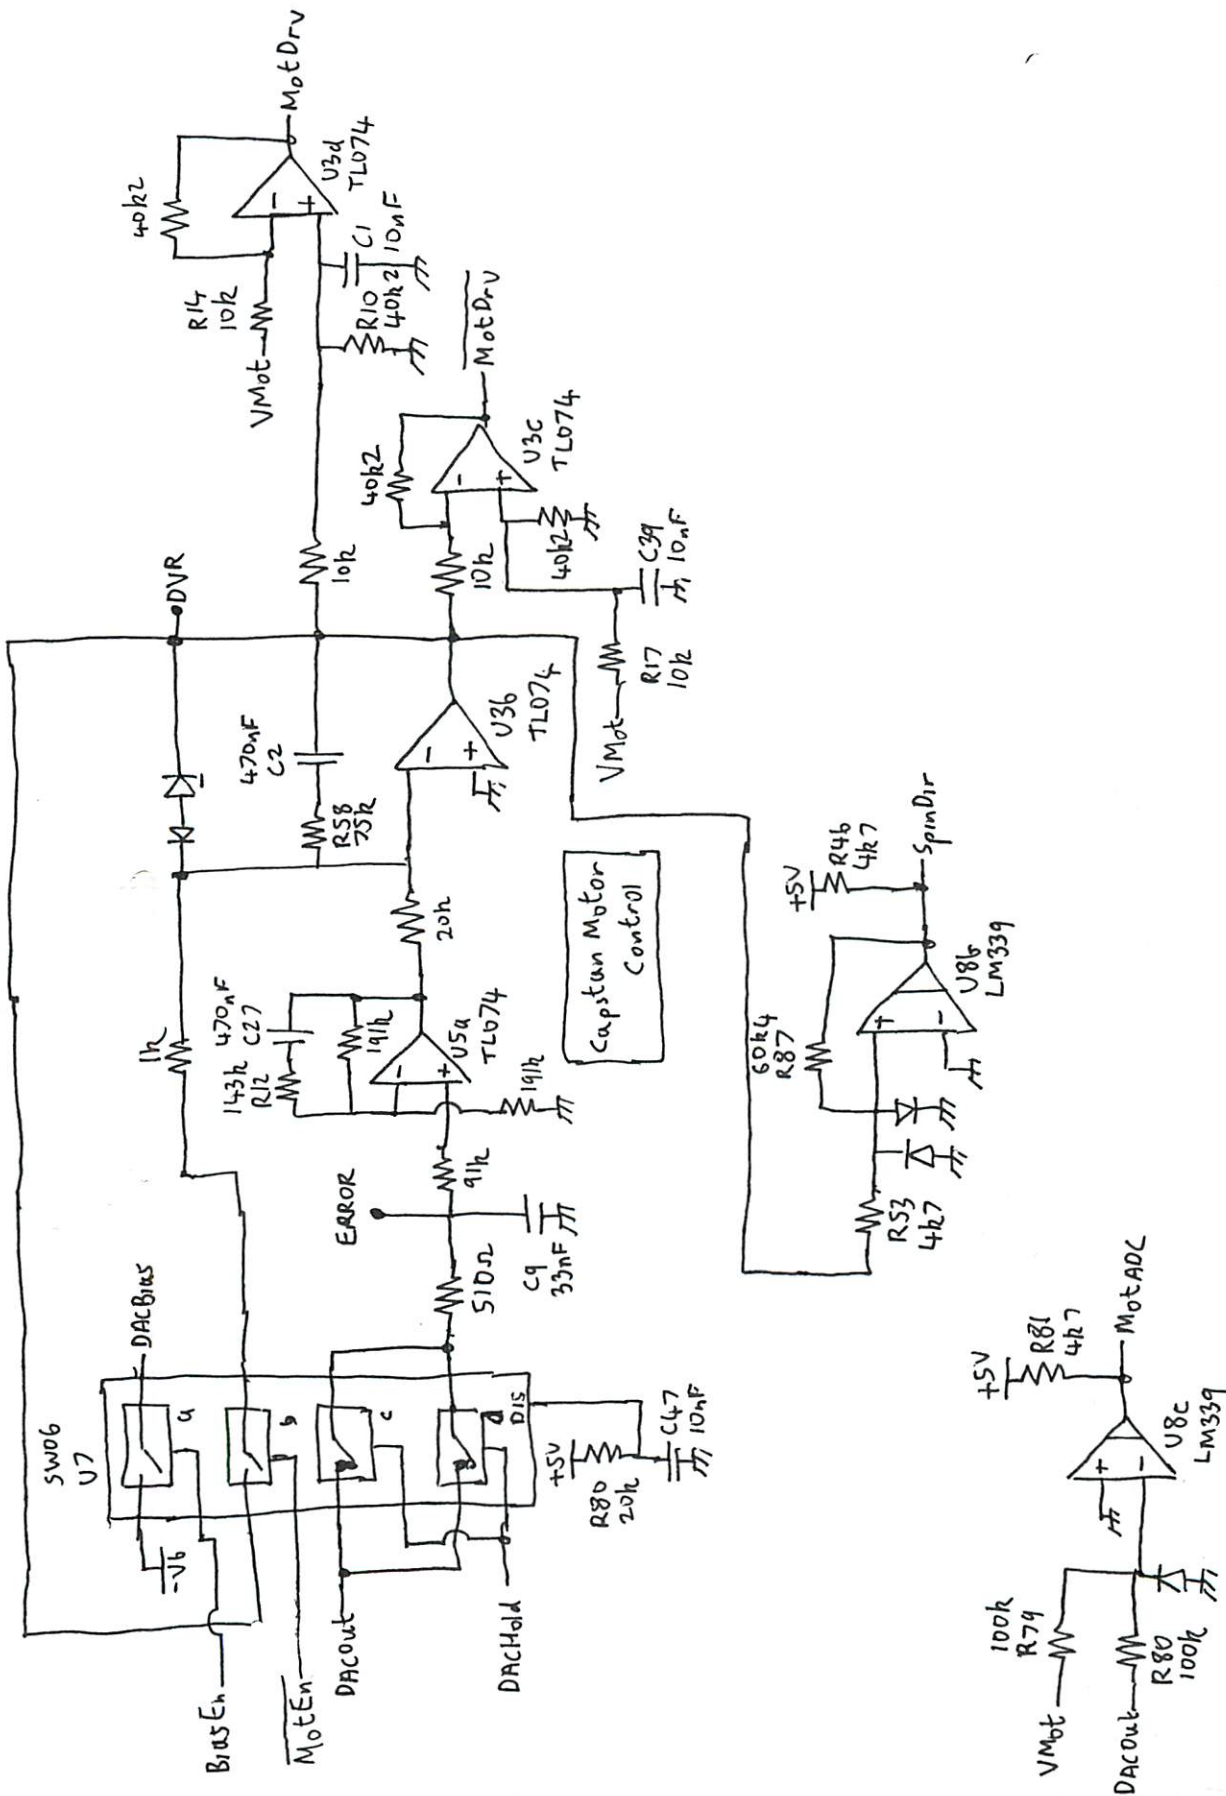 SW06
U7
-V6
DACBias
a
b
c
d
DIS
BiasEn
MotEn
DACout
DACHold
+5V
R80
20k
C47
10nF
510Ω
ERROR
C9
33nF
91k
1k
143k
R12
470nF
C27
191k
U5a
TL074
191k
20k
R58
75k
470nF
C2
DVR
U3b
TL074
10k
10k
VMot
R14
10k
40k2
U3d
TL074
MotDrv
R10
40k2
C1
10nF
40k2
U3c
TL074
MotDrv
40k2
VMot
R17
10k
C39
10nF
Capstan Motor
Control
R53
4k7
60k4
R87
U8b
LM339
+5V
R46
4k7
SpinDir
VMot
100k
R79
DACout
R80
100k
U8c
LM339
+5V
R81
4k7
MotADC